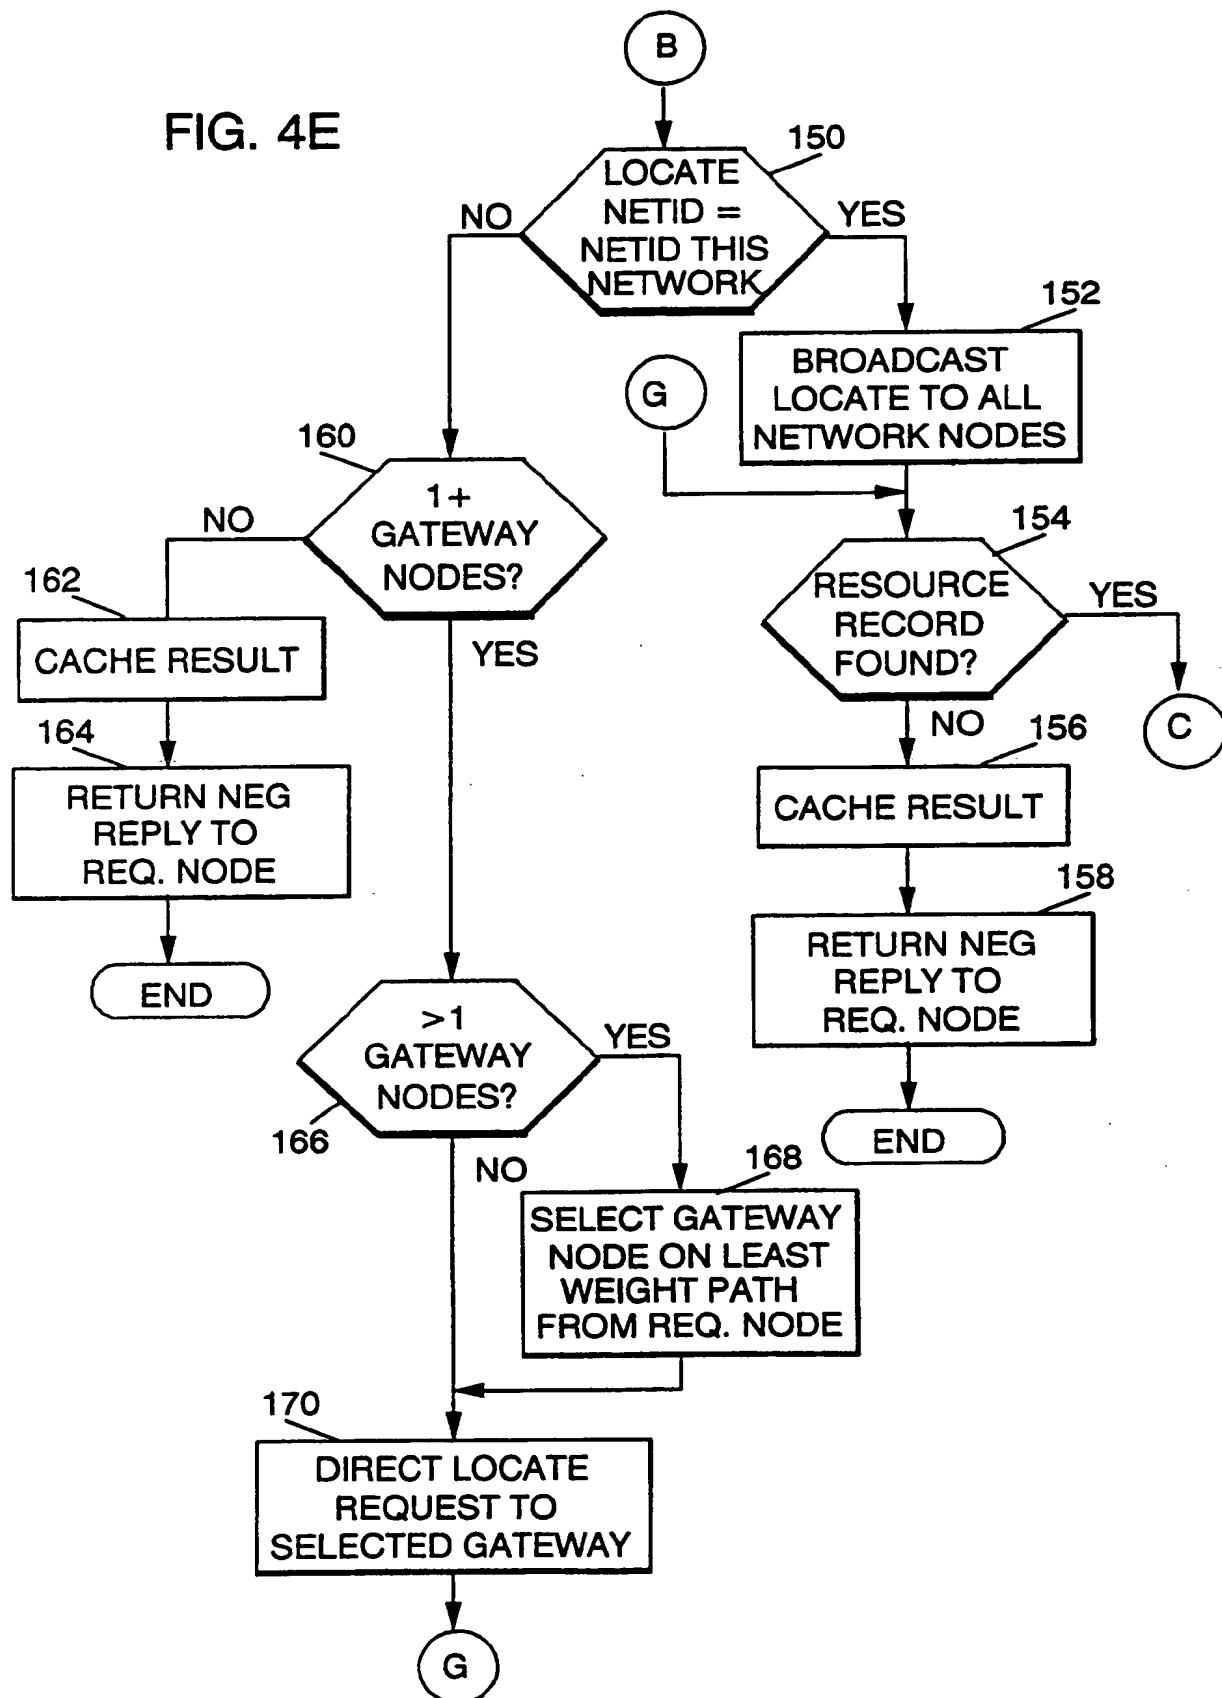 B
FIG. 4E
150
LOCATE
NETID =
NETID THIS
NETWORK
NO
YES
152
BROADCAST
LOCATE TO ALL
NETWORK NODES
G
160
1+
GATEWAY
NODES?
NO
YES
154
RESOURCE
RECORD
FOUND?
YES
NO
C
162
CACHE RESULT
164
RETURN NEG
REPLY TO
REQ. NODE
END
156
CACHE RESULT
158
RETURN NEG
REPLY TO
REQ. NODE
END
>1
GATEWAY
NODES?
YES
166
NO
168
SELECT GATEWAY
NODE ON LEAST
WEIGHT PATH
FROM REQ. NODE
170
DIRECT LOCATE
REQUEST TO
SELECTED GATEWAY
G